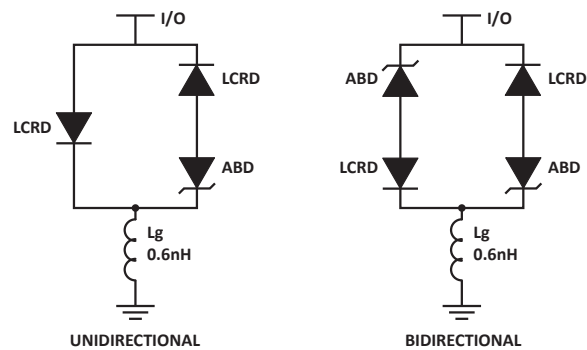 I/O
LCRD
LCRD
ABD
Lg
0.6nH
UNIDIRECTIONAL
I/O
ABD
LCRD
LCRD
ABD
Lg
0.6nH
BIDIRECTIONAL